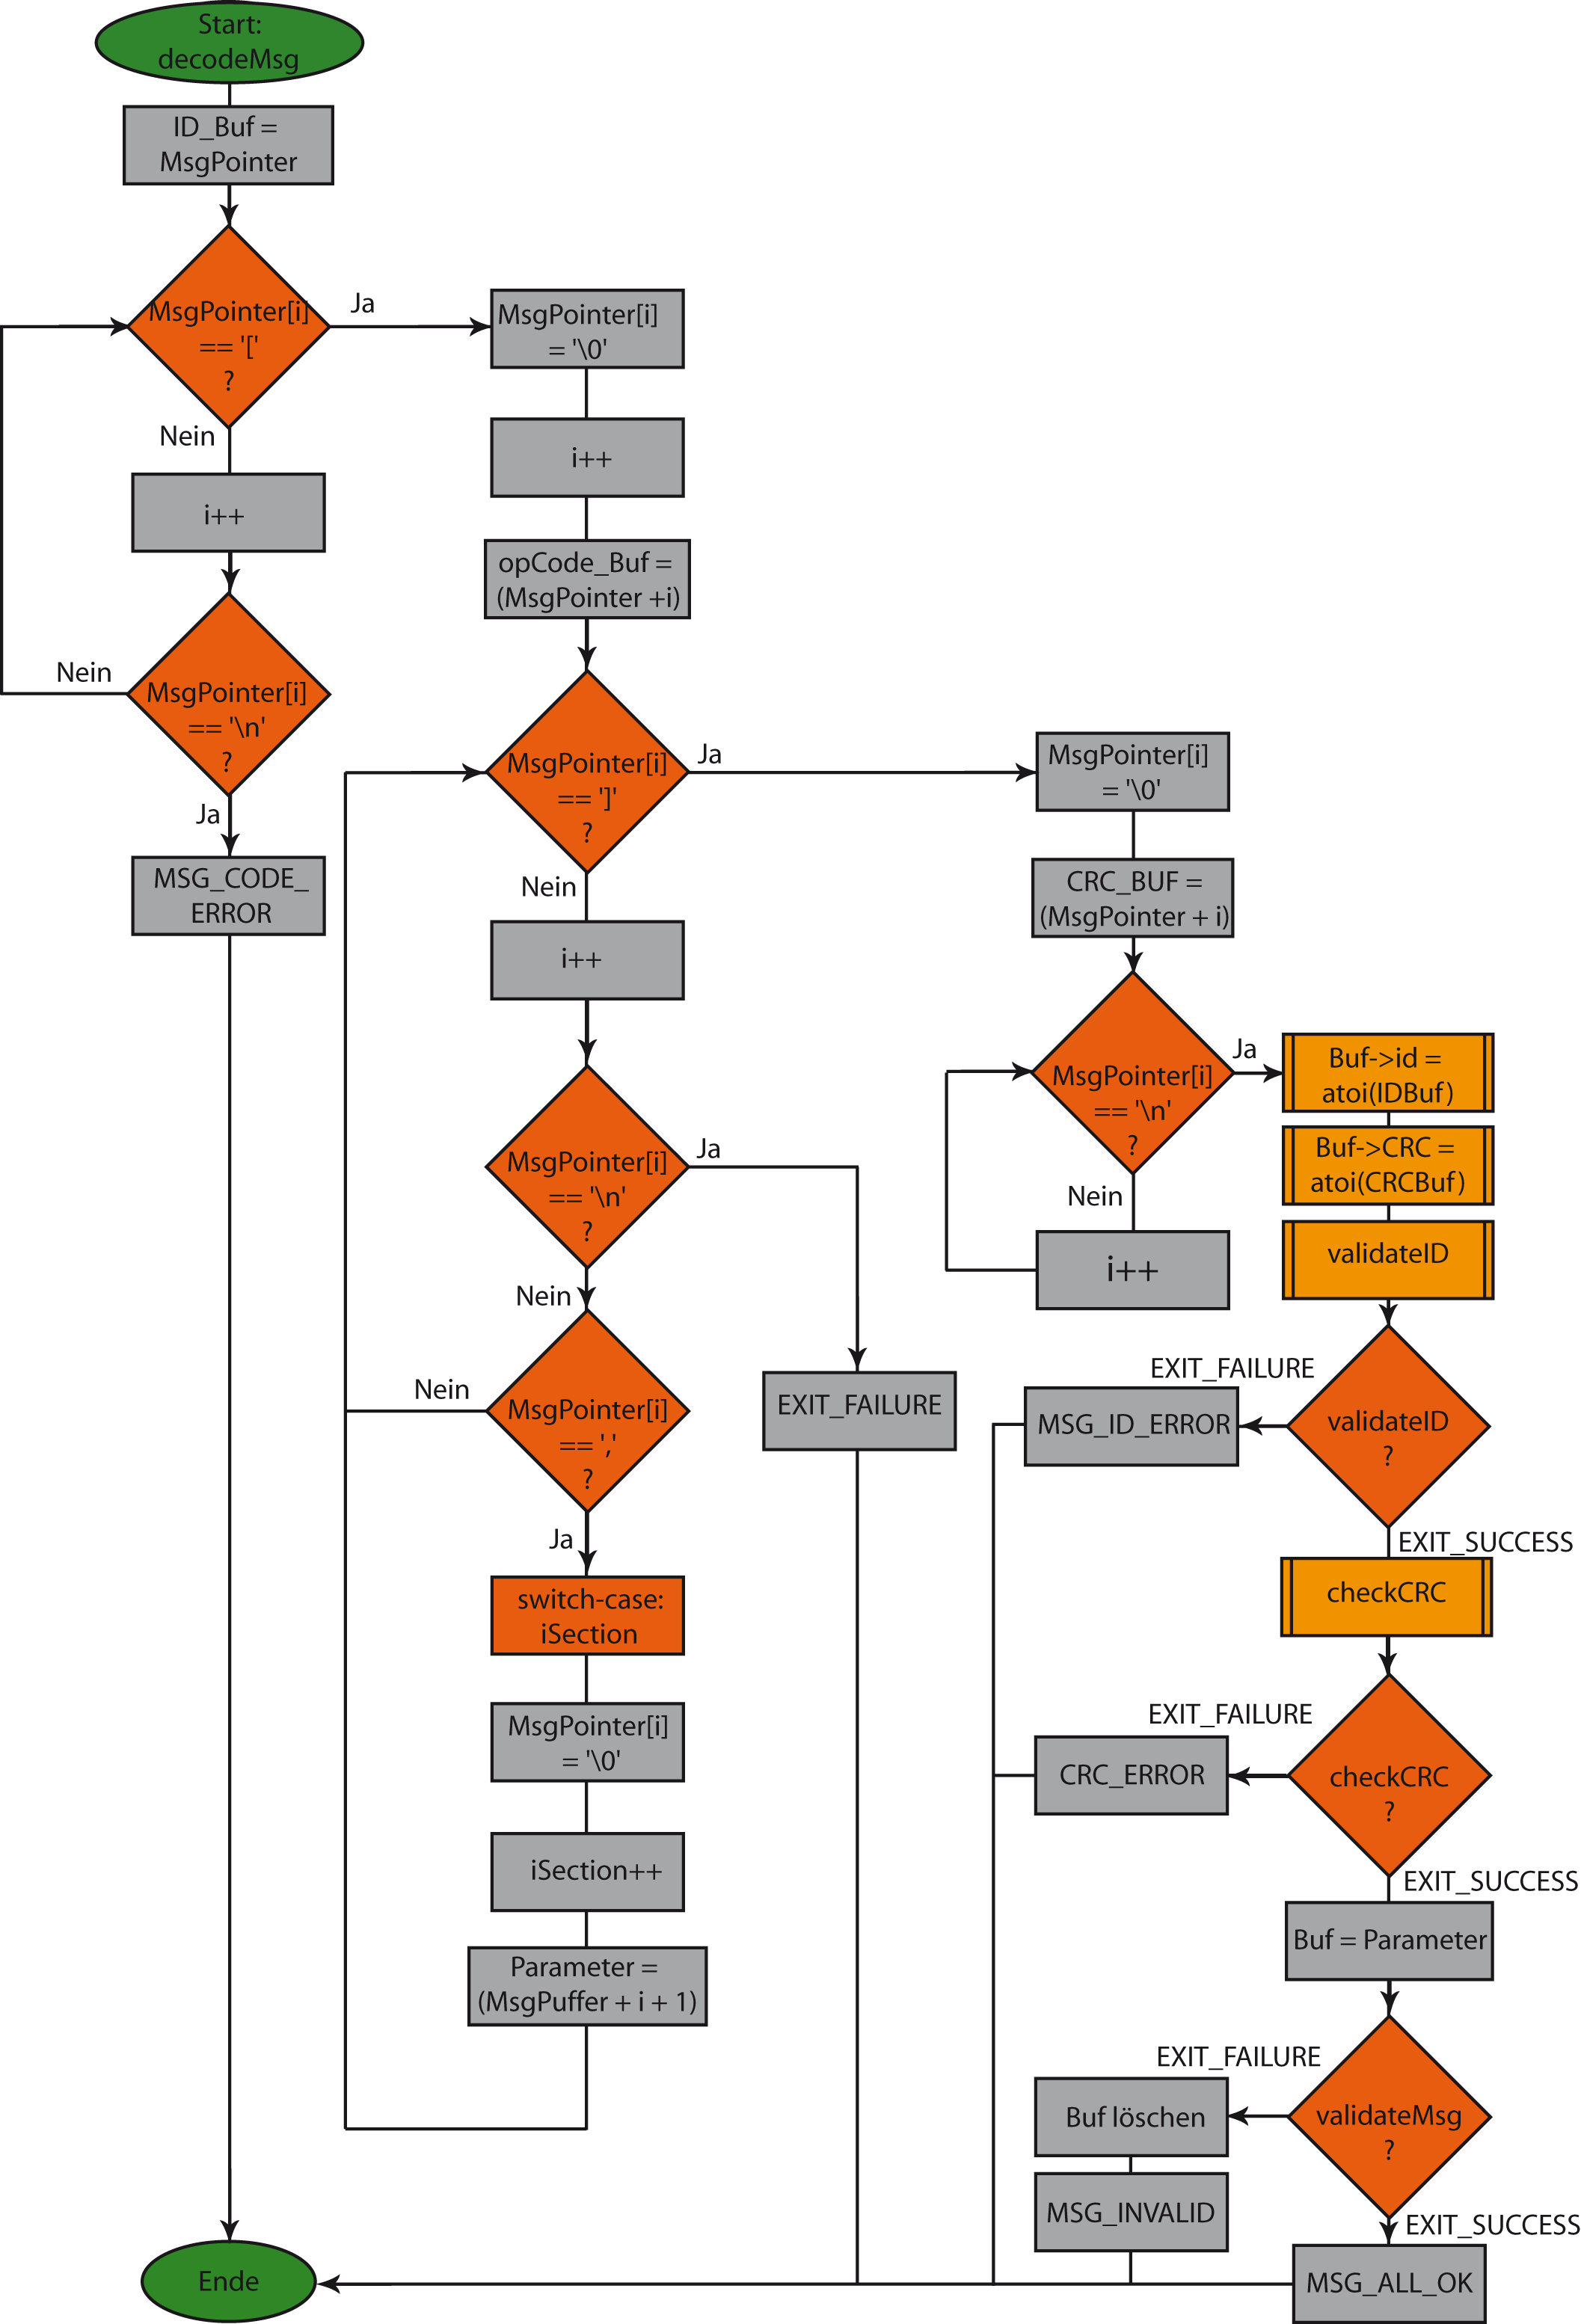 Start:
decodeMsg
ID_Buf =
MsgPointer
MsgPointer[i]
== '['
?
Ja
Nein
i++
MsgPointer[i]
== '\n'
?
Nein
Ja
MSG_CODE_
ERROR
MsgPointer[i]
= '\0'
i++
opCode_Buf =
(MsgPointer +i)
MsgPointer[i]
== ']'
?
Ja
Nein
i++
MsgPointer[i]
== '\n'
?
Ja
Nein
EXIT_FAILURE
MsgPointer[i]
== ','
?
Nein
Ja
switch-case:
iSection
MsgPointer[i]
= '\0'
iSection++
Parameter =
(MsgPuffer + i + 1)
MsgPointer[i]
= '\0'
CRC_BUF =
(MsgPointer + i)
MsgPointer[i]
== '\n'
?
Ja
Nein
i++
Buf->id =
atoi(IDBuf)
Buf->CRC =
atoi(CRCBuf)
validateID
validateID
?
EXIT_FAILURE
MSG_ID_ERROR
EXIT_SUCCESS
checkCRC
checkCRC
?
EXIT_FAILURE
CRC_ERROR
EXIT_SUCCESS
Buf = Parameter
validateMsg
?
EXIT_FAILURE
Buf löschen
MSG_INVALID
EXIT_SUCCESS
MSG_ALL_OK
Ende